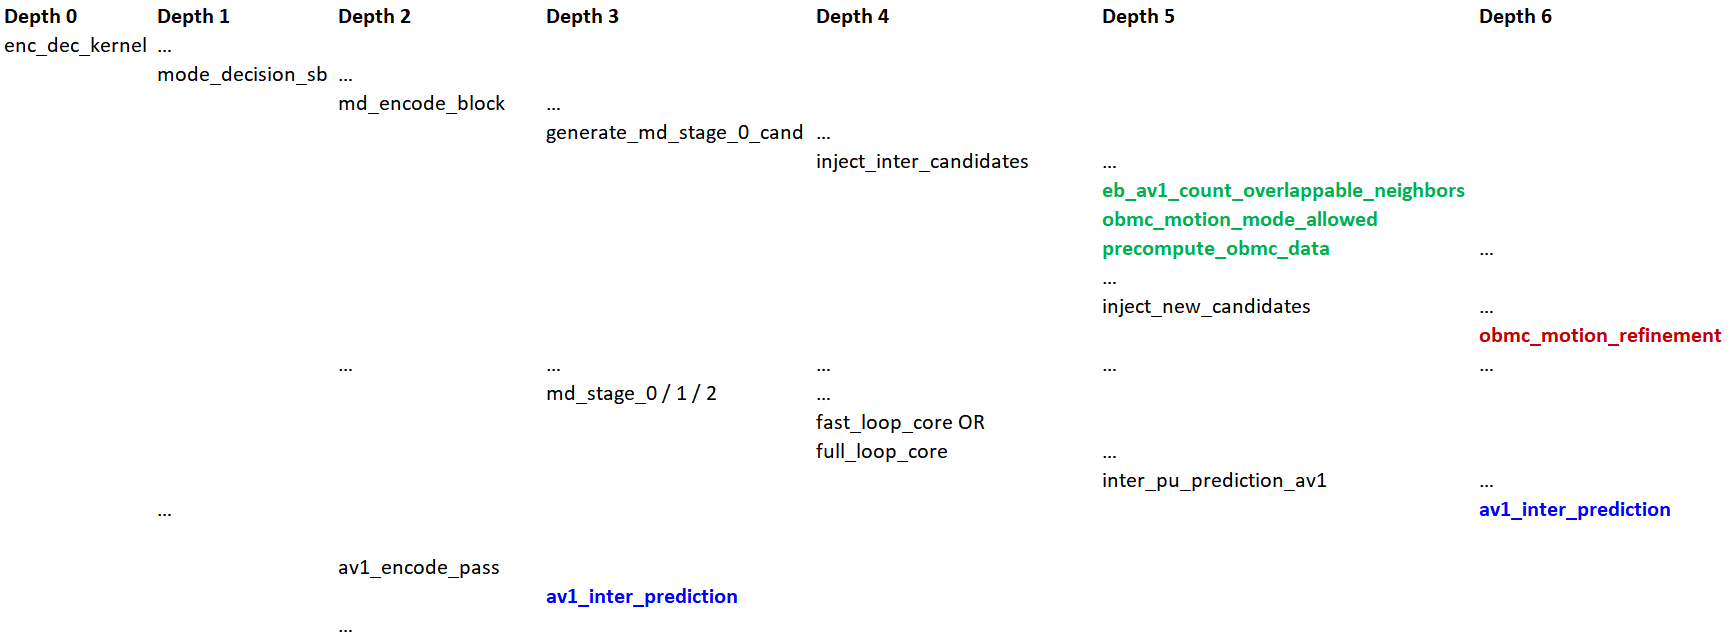 Depth 0 Depth 1 Depth 2 Depth 3 Depth 4 Depth 5 Depth 6
enc_dec_kernel ...
mode_decision_sb ...
md_encode_block ...
generate_md_stage_0_cand ...
inject_inter_candidates ...
eb_av1_count_overlappable_neighbors
obmc_motion_mode_allowed
precompute_obmc_data ...
...
inject_new_candidates ...
obmc_motion_refinement
... ... ... ... ...
md_stage_0 / 1 / 2 ...
fast_loop_core OR
full_loop_core ...
inter_pu_prediction_av1 ...
... av1_inter_prediction
av1_encode_pass
av1_inter_prediction
...